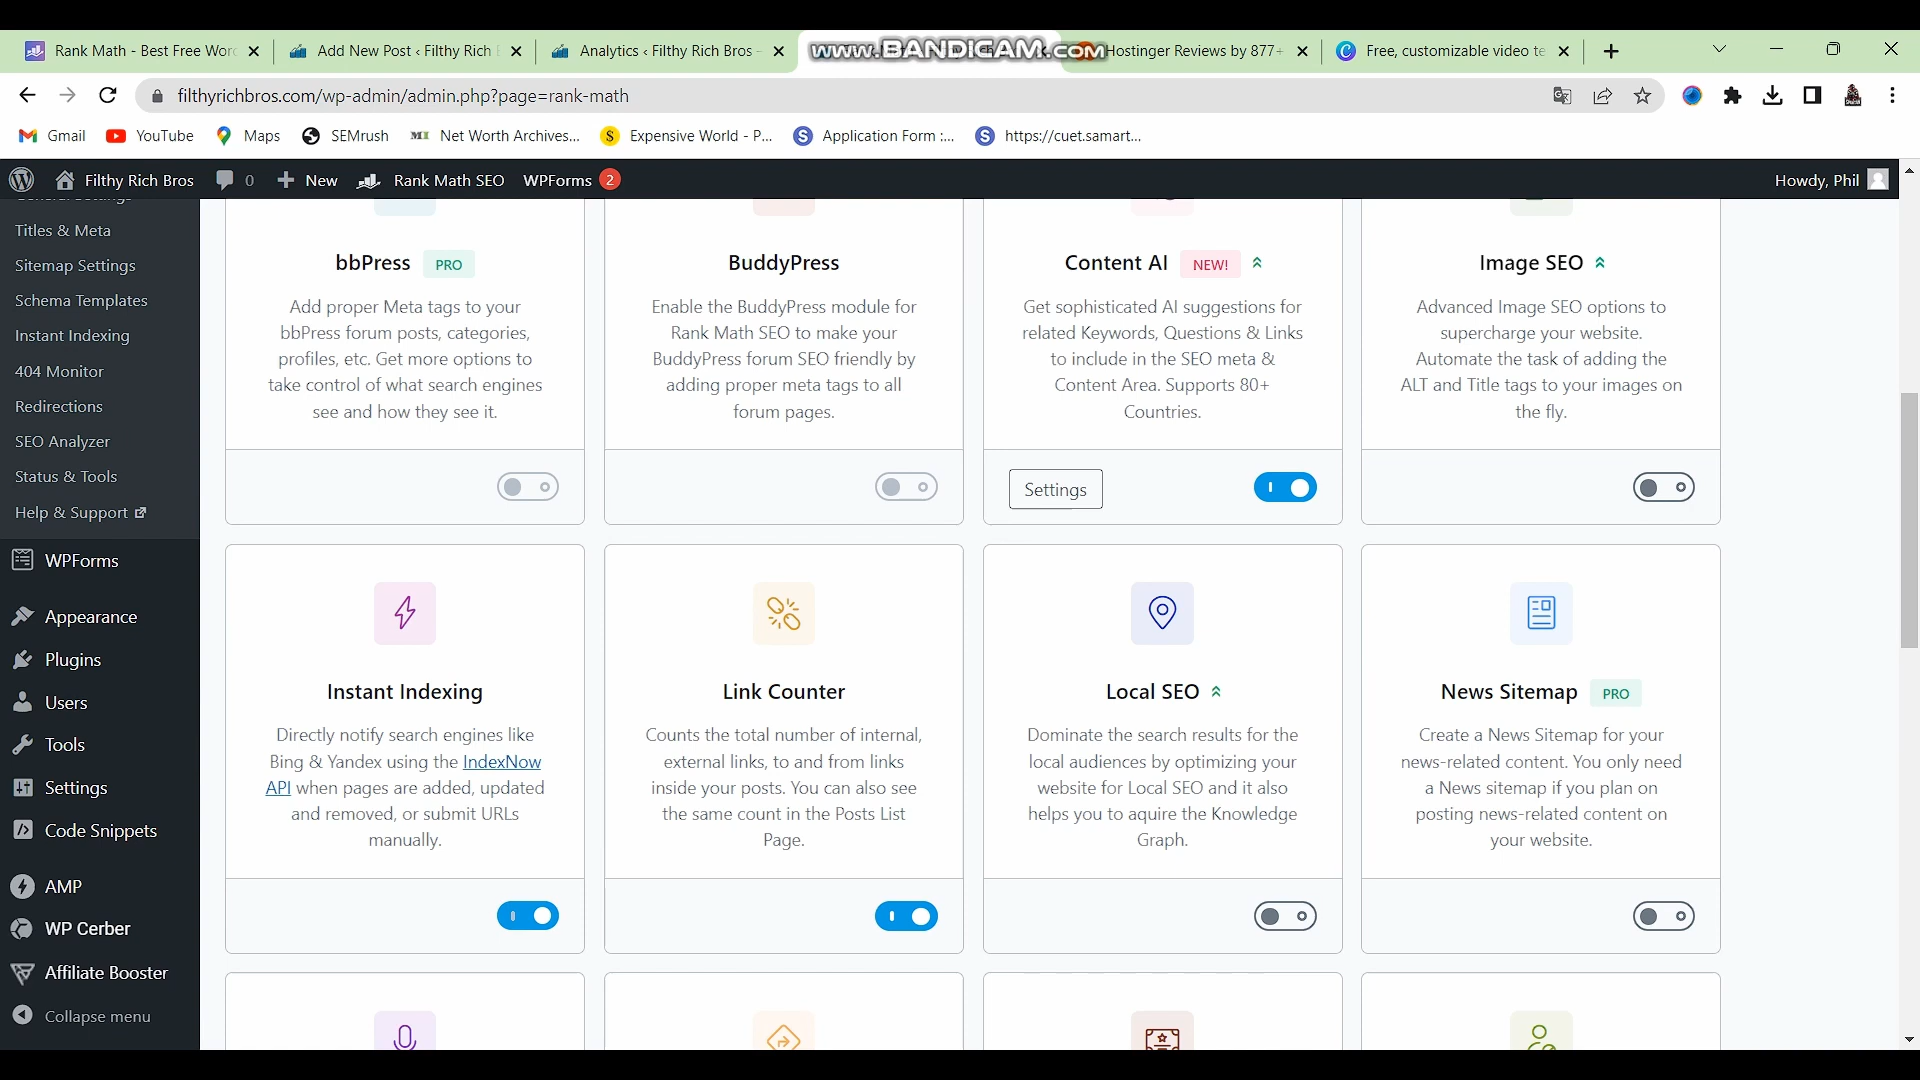 Rank Math - Best Free Wor
Add New Post ‹ Filthy Rich
Analytics ‹ Filthy Rich Bros –
www.BANDICAM.com
Hostinger Reviews by 877+
Free, customizable video te
filthyrichbros.com/wp-admin/admin.php?page=rank-math
Gmail
YouTube
Maps
SEMrush
Net Worth Archives...
Expensive World - P...
Application Form :...
https://cuet.samart...
Filthy Rich Bros
0
New
Rank Math SEO
WPForms 2
Howdy, Phil
General Settings
Titles & Meta
Sitemap Settings
Schema Templates
Instant Indexing
404 Monitor
Redirections
SEO Analyzer
Status & Tools
Help & Support
WPForms
Appearance
Plugins
Users
Tools
Settings
Code Snippets
AMP
WP Cerber
Affiliate Booster
Collapse menu
bbPress PRO
Add proper Meta tags to your
bbPress forum posts, categories,
profiles, etc. Get more options to
take control of what search engines
see and how they see it.
BuddyPress
Enable the BuddyPress module for
Rank Math SEO to make your
BuddyPress forum SEO friendly by
adding proper meta tags to all
forum pages.
Content AI NEW!
Get sophisticated AI suggestions for
related Keywords, Questions & Links
to include in the SEO meta &
Content Area. Supports 80+
Countries.
Settings
Image SEO
Advanced Image SEO options to
supercharge your website.
Automate the task of adding the
ALT and Title tags to your images on
the fly.
Instant Indexing
Directly notify search engines like
Bing & Yandex using the IndexNow
API when pages are added, updated
and removed, or submit URLs
manually.
Link Counter
Counts the total number of internal,
external links, to and from links
inside your posts. You can also see
the same count in the Posts List
Page.
Local SEO
Dominate the search results for the
local audiences by optimizing your
website for Local SEO and it also
helps you to aquire the Knowledge
Graph.
News Sitemap PRO
Create a News Sitemap for your
news-related content. You only need
a News sitemap if you plan on
posting news-related content on
your website.